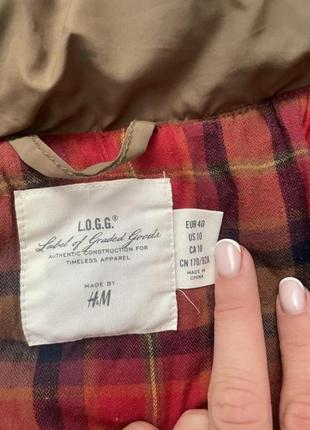 L.O.G.G.®
Label of Graded Goods
AUTHENTIC CONSTRUCTION FOR
TIMELESS APPAREL
MADE BY
H&M
EUR 40
US 10
CA 10
CN 170/92A
MADE IN
CHINA